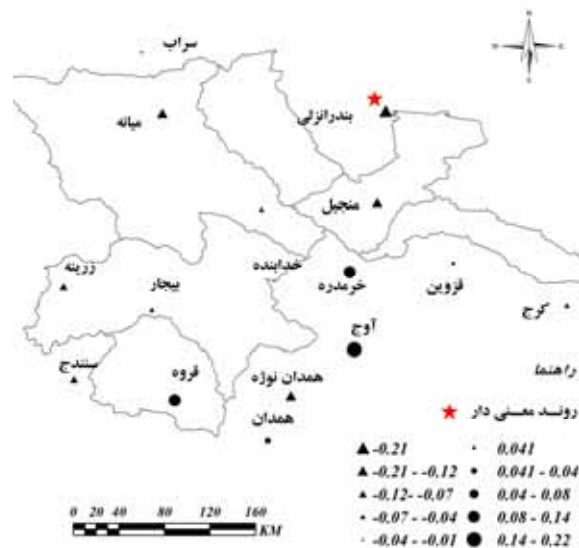 سراب
میانه
بندرانزلی
منجیل
خدابنده
زرینه
بیجار
خرمدره
قزوین
کرج
آوج
سنندج
قروه
همدان نوژه
همدان
راهنما
روند معنی دار
-0.21
0.041
-0.21 - -0.12
0.041 - 0.04
-0.12- -0.07
0.04 - 0.08
-0.07 - -0.04
0.08 - 0.14
-0.04 - -0.01
0.14 - 0.22
0 20 40 80 120 160
KM